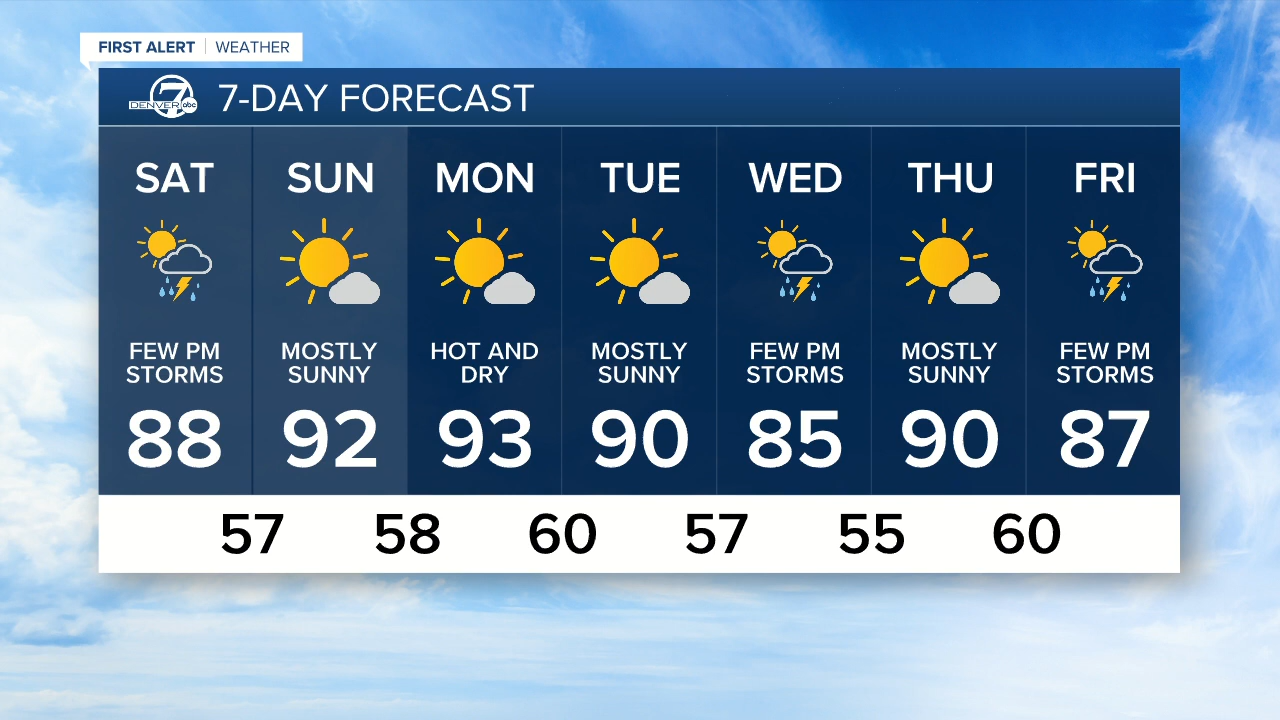 FIRST ALERT | WEATHER
DENVER 7 abc
7-DAY FORECAST
SAT SUN MON TUE WED THU FRI
FEW PM MOSTLY HOT AND MOSTLY FEW PM MOSTLY FEW PM
STORMS SUNNY DRY SUNNY STORMS SUNNY STORMS
88 92 93 90 85 90 87
57 58 60 57 55 60